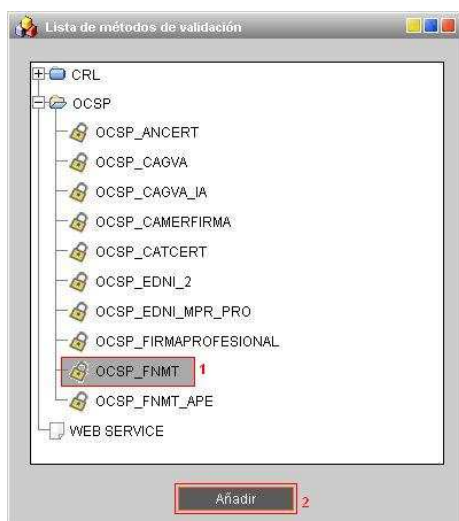 Lista de métodos de validación
CRL
OCSP
OCSP_ANCERT
OCSP_CAGVA
OCSP_CAGVA_IA
OCSP_CAMERFIRMA
OCSP_CATCERT
OCSP_EDNI_2
OCSP_EDNI_MPR_PRO
OCSP_FIRMAPROFESIONAL
OCSP_FNMT 1
OCSP_FNMT_APE
WEB SERVICE
Añadir 2